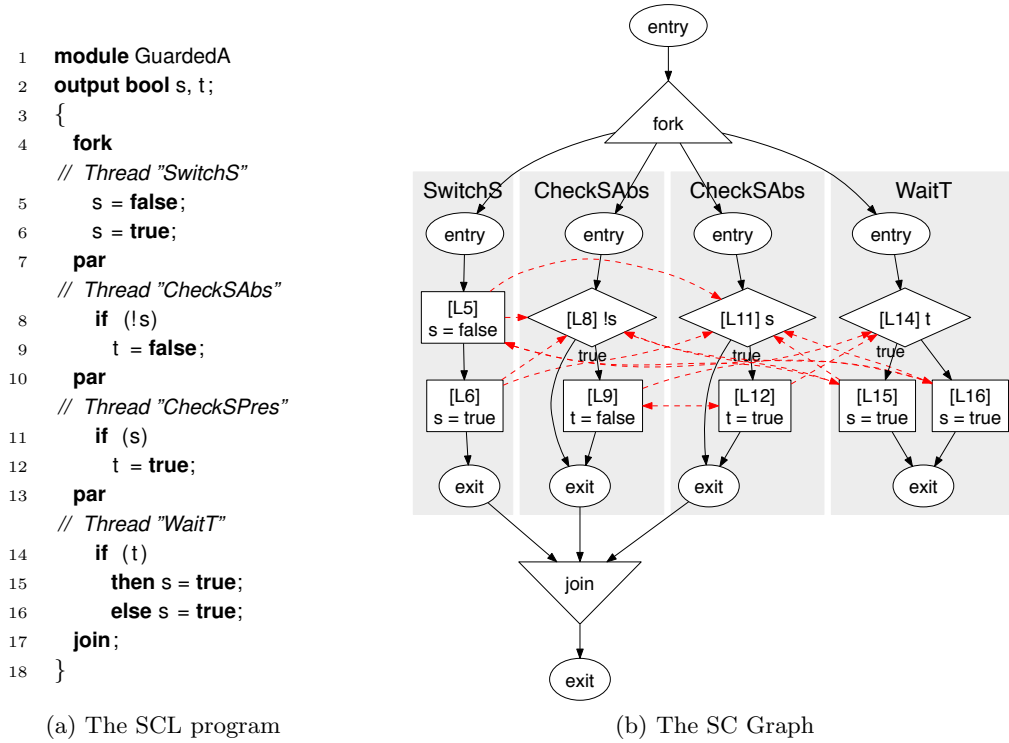 1 module GuardedA
2 output bool s, t;
3 {
4 fork
// Thread "SwitchS"
5 s = false;
6 s = true;
7 par
// Thread "CheckSAbs"
8 if (!s)
9 t = false;
10 par
// Thread "CheckSPres"
11 if (s)
12 t = true;
13 par
// Thread "WaitT"
14 if (t)
15 then s = true;
16 else s = true;
17 join;
18 }
(a) The SCL program
entry
fork
SwitchS CheckSAbs CheckSAbs WaitT
entry entry entry entry
[L5]
s = false
[L8] !s
[L11] s
[L14] t
true true true
[L6]
s = true
[L9]
t = false
[L12]
t = true
[L15]
s = true
[L16]
s = true
exit exit exit exit
join
exit
(b) The SC Graph